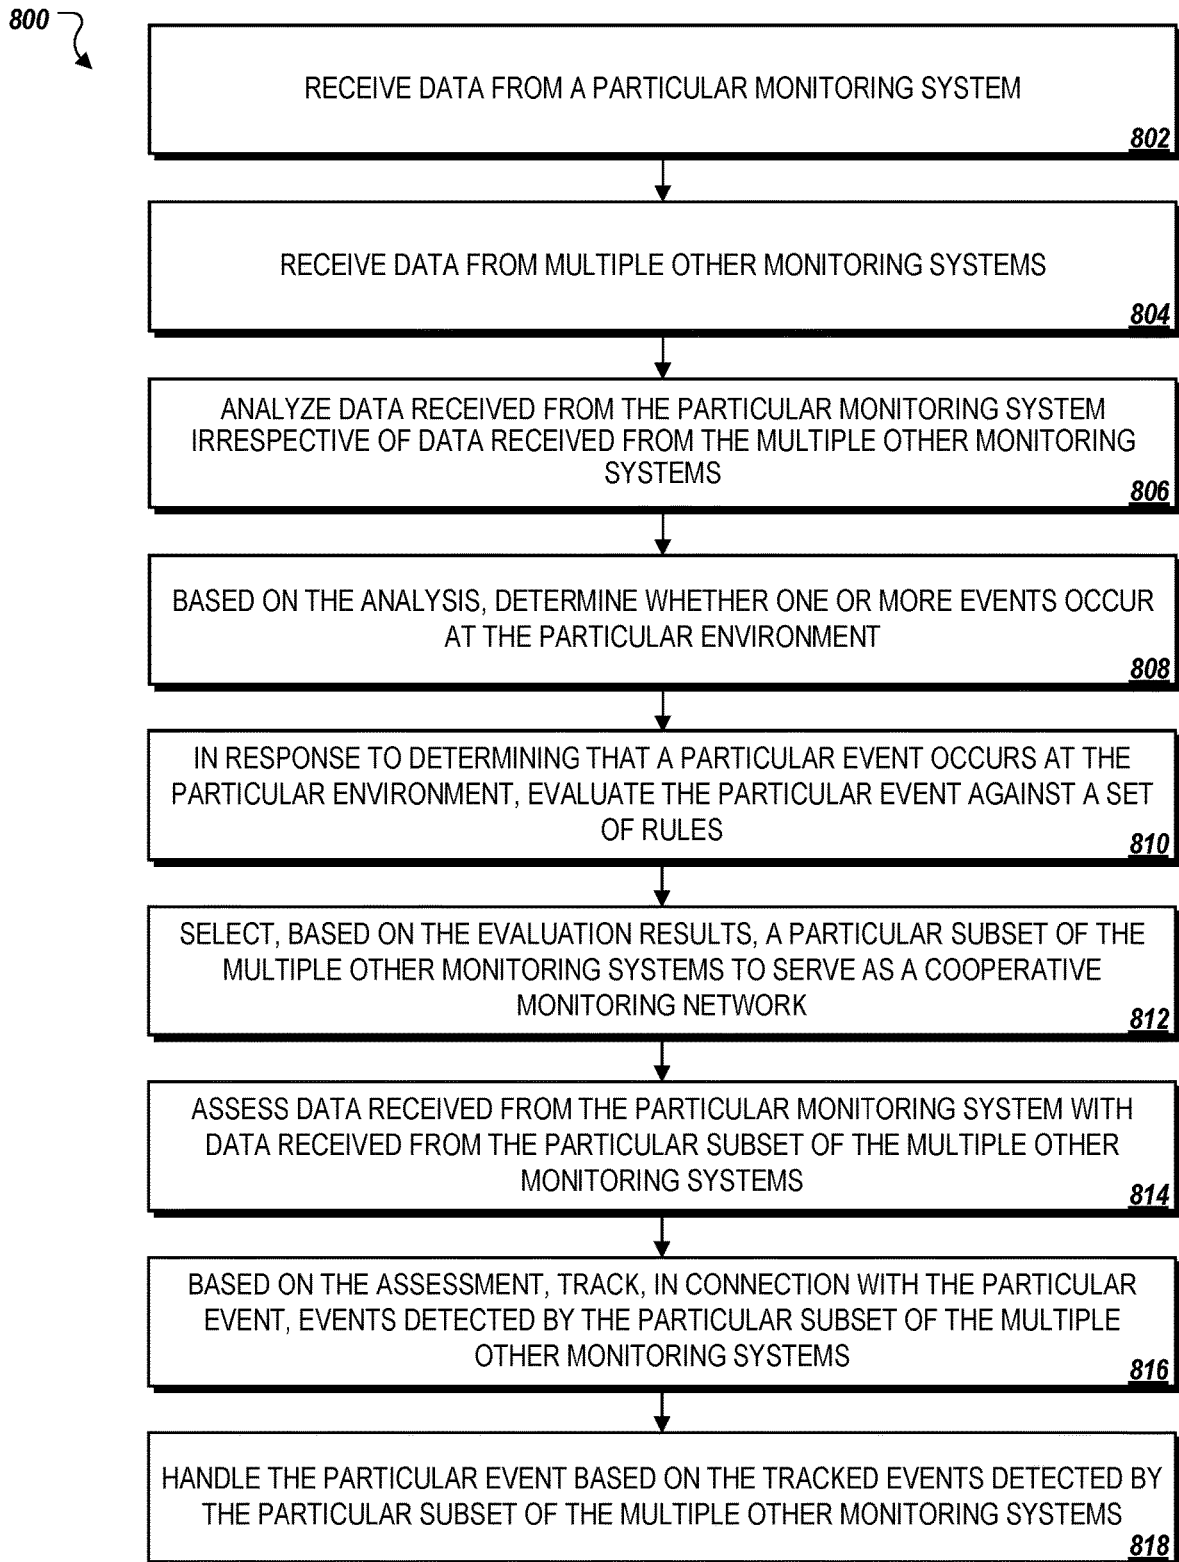 800
RECEIVE DATA FROM A PARTICULAR MONITORING SYSTEM
802
RECEIVE DATA FROM MULTIPLE OTHER MONITORING SYSTEMS
804
ANALYZE DATA RECEIVED FROM THE PARTICULAR MONITORING SYSTEM
IRRESPECTIVE OF DATA RECEIVED FROM THE MULTIPLE OTHER MONITORING
SYSTEMS
806
BASED ON THE ANALYSIS, DETERMINE WHETHER ONE OR MORE EVENTS OCCUR
AT THE PARTICULAR ENVIRONMENT
808
IN RESPONSE TO DETERMINING THAT A PARTICULAR EVENT OCCURS AT THE
PARTICULAR ENVIRONMENT, EVALUATE THE PARTICULAR EVENT AGAINST A SET
OF RULES
810
SELECT, BASED ON THE EVALUATION RESULTS, A PARTICULAR SUBSET OF THE
MULTIPLE OTHER MONITORING SYSTEMS TO SERVE AS A COOPERATIVE
MONITORING NETWORK
812
ASSESS DATA RECEIVED FROM THE PARTICULAR MONITORING SYSTEM WITH
DATA RECEIVED FROM THE PARTICULAR SUBSET OF THE MULTIPLE OTHER
MONITORING SYSTEMS
814
BASED ON THE ASSESSMENT, TRACK, IN CONNECTION WITH THE PARTICULAR
EVENT, EVENTS DETECTED BY THE PARTICULAR SUBSET OF THE MULTIPLE
OTHER MONITORING SYSTEMS
816
HANDLE THE PARTICULAR EVENT BASED ON THE TRACKED EVENTS DETECTED BY
THE PARTICULAR SUBSET OF THE MULTIPLE OTHER MONITORING SYSTEMS
818